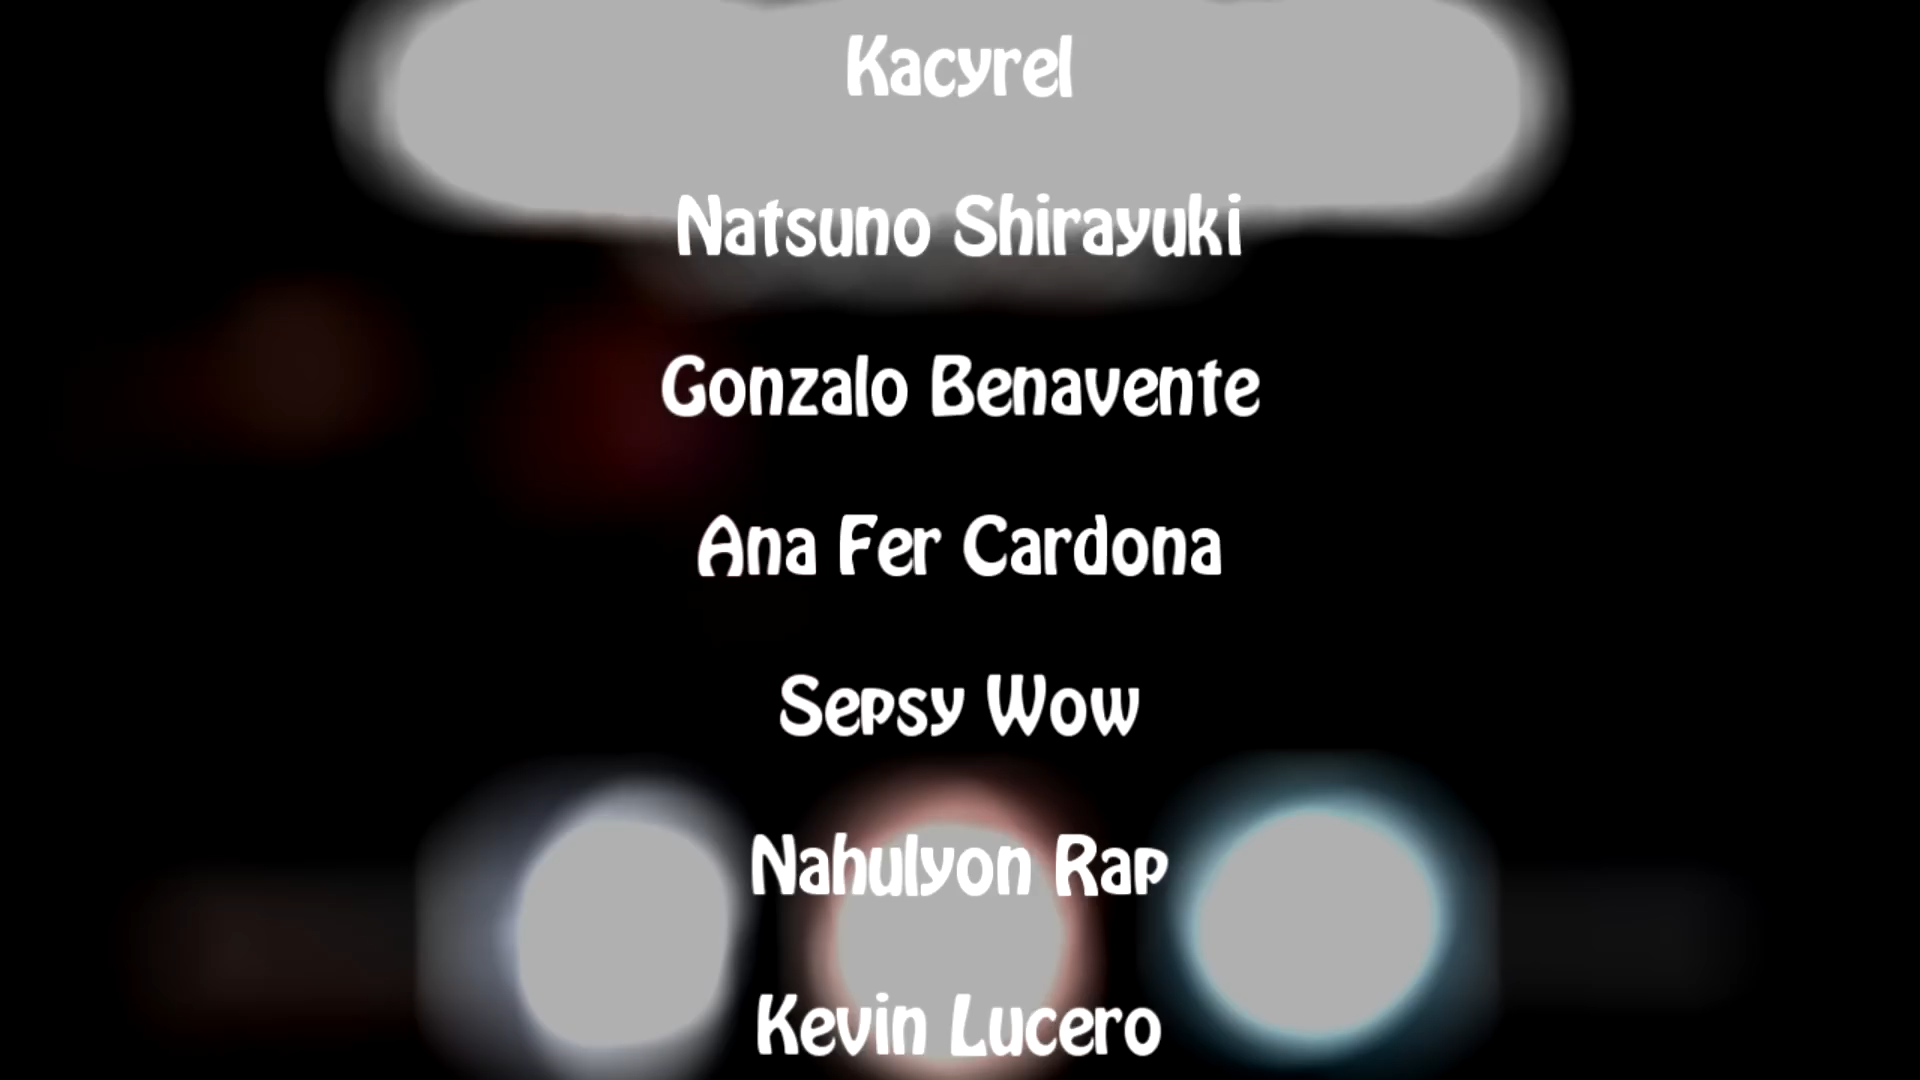 Kacyrel
Natsuno Shirayuki
Gonzalo Benavente
Ana Fer Cardona
Sepsy Wow
Nahulyon Rap
Kevin Lucero